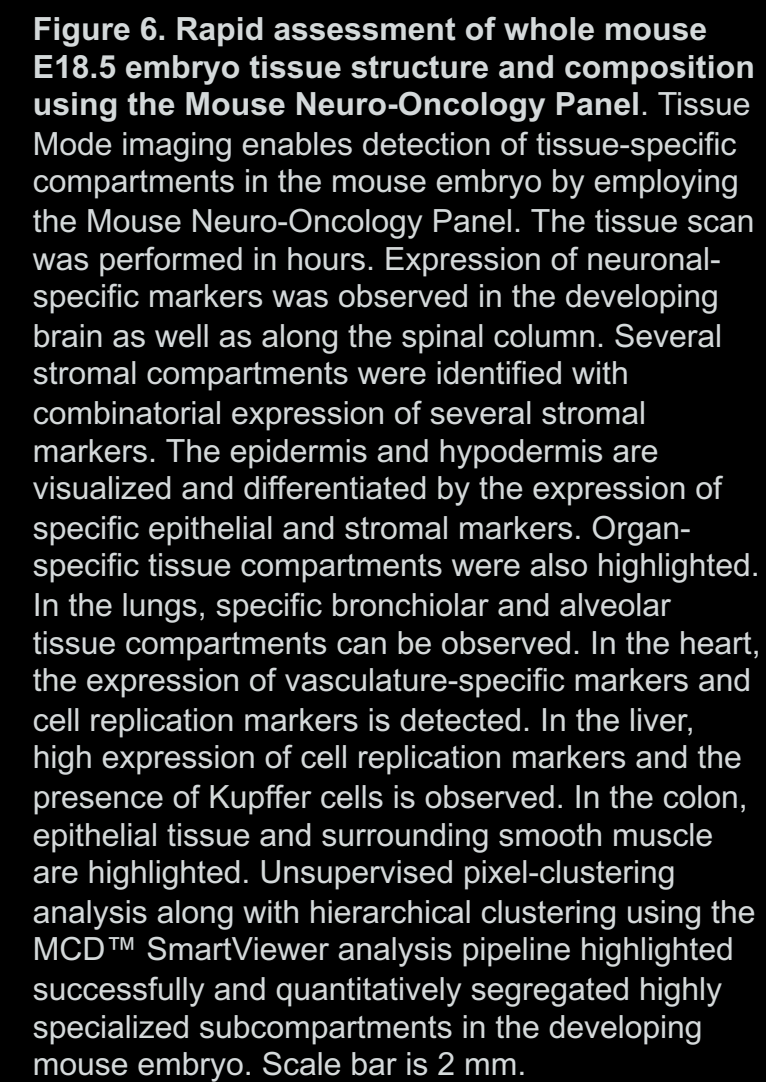 Figure 6. Rapid assessment of whole mouse
E18.5 embryo tissue structure and composition
using the Mouse Neuro-Oncology Panel. Tissue
Mode imaging enables detection of tissue-specific
compartments in the mouse embryo by employing
the Mouse Neuro-Oncology Panel. The tissue scan
was performed in hours. Expression of neuronal-
specific markers was observed in the developing
brain as well as along the spinal column. Several
stromal compartments were identified with
combinatorial expression of several stromal
markers. The epidermis and hypodermis are
visualized and differentiated by the expression of
specific epithelial and stromal markers. Organ-
specific tissue compartments were also highlighted.
In the lungs, specific bronchiolar and alveolar
tissue compartments can be observed. In the heart,
the expression of vasculature-specific markers and
cell replication markers is detected. In the liver,
high expression of cell replication markers and the
presence of Kupffer cells is observed. In the colon,
epithelial tissue and surrounding smooth muscle
are highlighted. Unsupervised pixel-clustering
analysis along with hierarchical clustering using the
MCD™ SmartViewer analysis pipeline highlighted
successfully and quantitatively segregated highly
specialized subcompartments in the developing
mouse embryo. Scale bar is 2 mm.